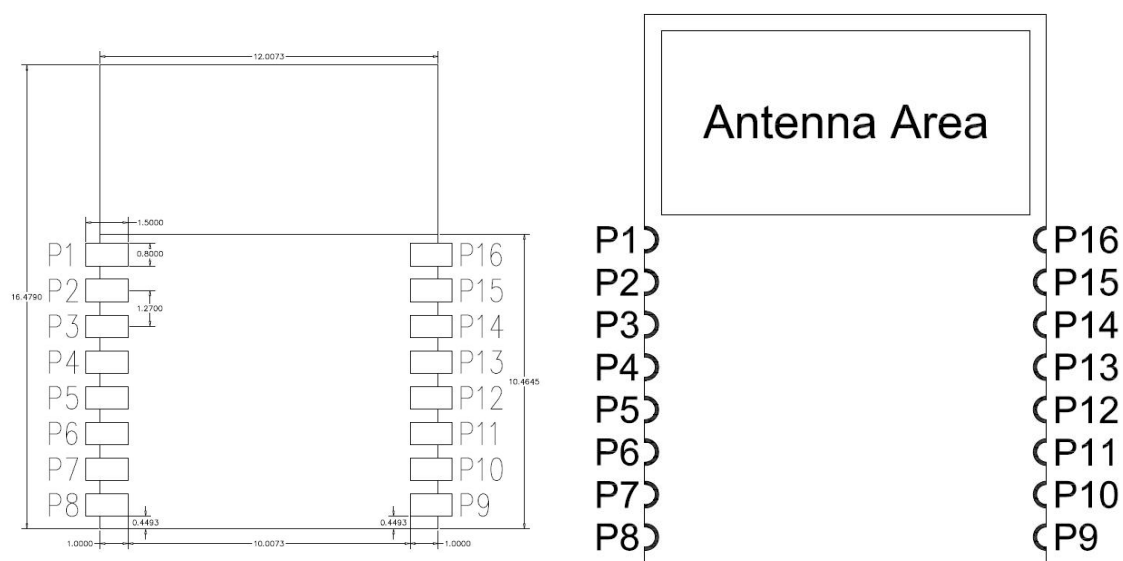 12.0073
1.5000
P1
0.8000
P16
P2
P15
16.4790
1.2700
P3
P14
P4
P13
10.4645
P5
P12
P6
P11
P7
P10
P8
P9
0.4493
0.4493
1.0000
10.0073
1.0000
Antenna Area
P1
P16
P2
P15
P3
P14
P4
P13
P5
P12
P6
P11
P7
P10
P8
P9